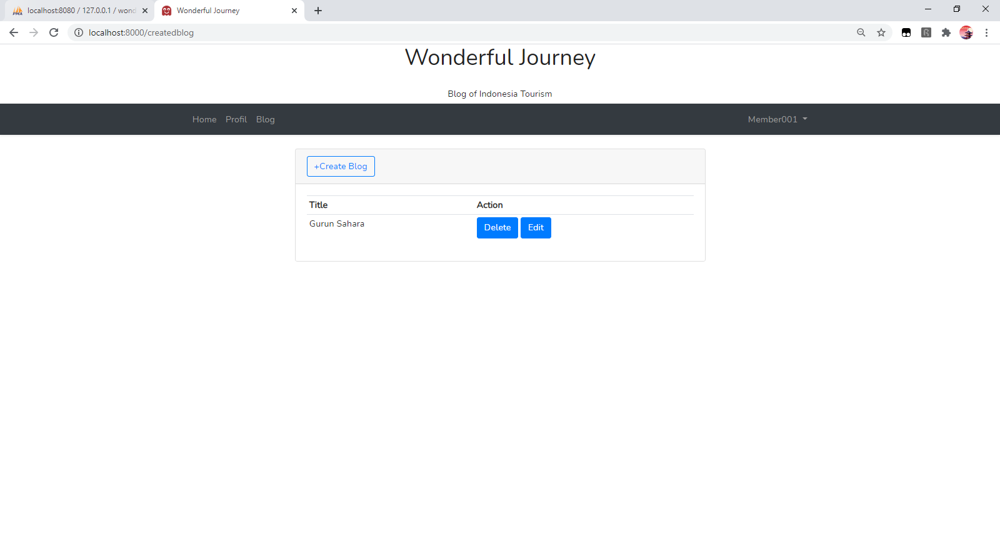 localhost:8080 / 127.0.0.1 / wond
Wonderful Journey
localhost:8000/createdblog
Wonderful Journey
Blog of Indonesia Tourism
Home Profil Blog Member001
+Create Blog
Title Action
Gurun Sahara Delete Edit